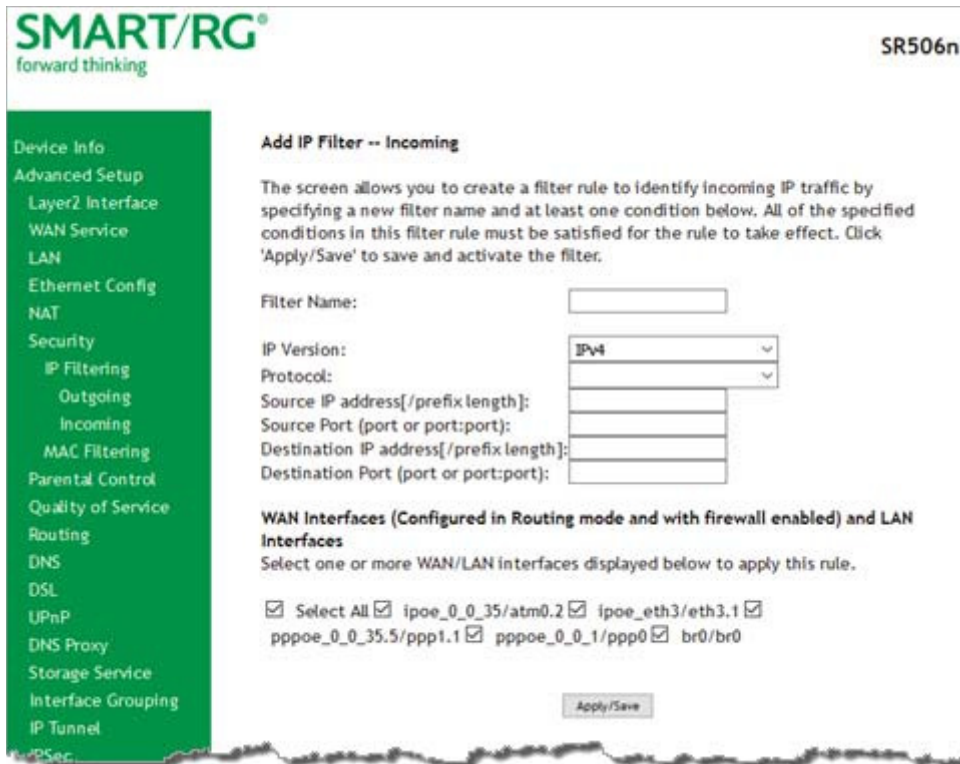 SMART/RG®
forward thinking
SR506n
Device Info
Advanced Setup
Layer2 Interface
WAN Service
LAN
Ethernet Config
NAT
Security
IP Filtering
Outgoing
Incoming
MAC Filtering
Parental Control
Quality of Service
Routing
DNS
DSL
UPnP
DNS Proxy
Storage Service
Interface Grouping
IP Tunnel
IPSec
Add IP Filter -- Incoming
The screen allows you to create a filter rule to identify incoming IP traffic by
specifying a new filter name and at least one condition below. All of the specified
conditions in this filter rule must be satisfied for the rule to take effect. Click
'Apply/Save' to save and activate the filter.
Filter Name:
IP Version: IPv4
Protocol:
Source IP address[/prefix length]:
Source Port (port or port:port):
Destination IP address[/prefix length]:
Destination Port (port or port:port):
WAN Interfaces (Configured in Routing mode and with firewall enabled) and LAN
Interfaces
Select one or more WAN/LAN interfaces displayed below to apply this rule.
Select All ipoe_0_0_35/atm0.2 ipoe_eth3/eth3.1
pppoe_0_0_35.5/ppp1.1 pppoe_0_0_1/ppp0 br0/br0
Apply/Save